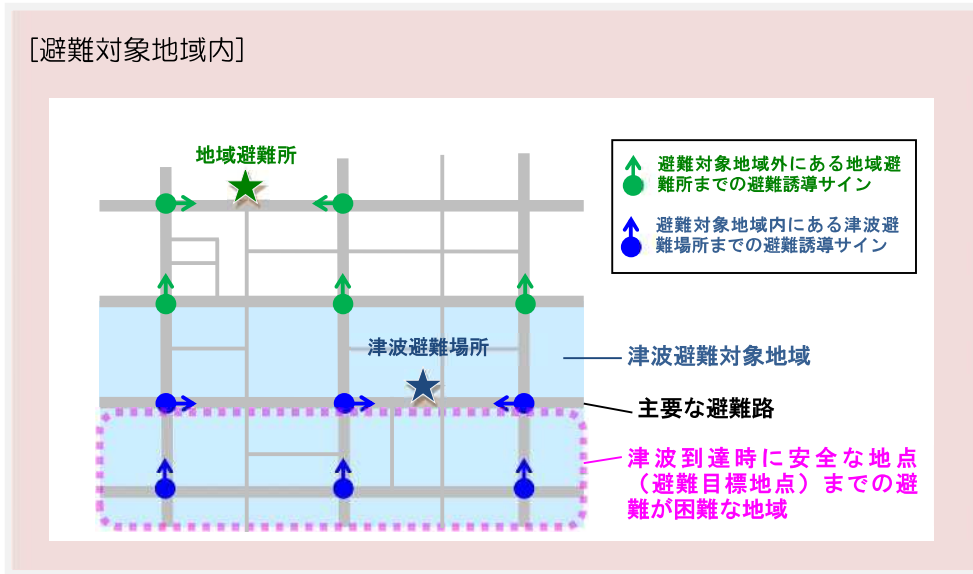 [避難対象地域内]
地域避難所
避難対象地域外にある地域避
難所までの避難誘導サイン
避難対象地域内にある津波避
難場所までの避難誘導サイン
津波避難場所
津波避難対象地域
主要な避難路
津波到達時に安全な地点
（避難目標地点）までの避
難が困難な地域